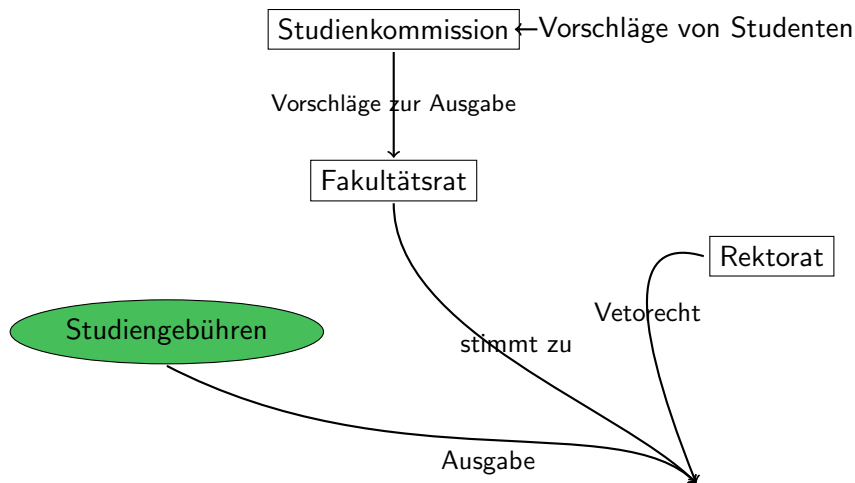 Studienkommission
Vorschläge von Studenten
Vorschläge zur Ausgabe
Fakultätsrat
Rektorat
Vetorecht
Studiengebühren
stimmt zu
Ausgabe